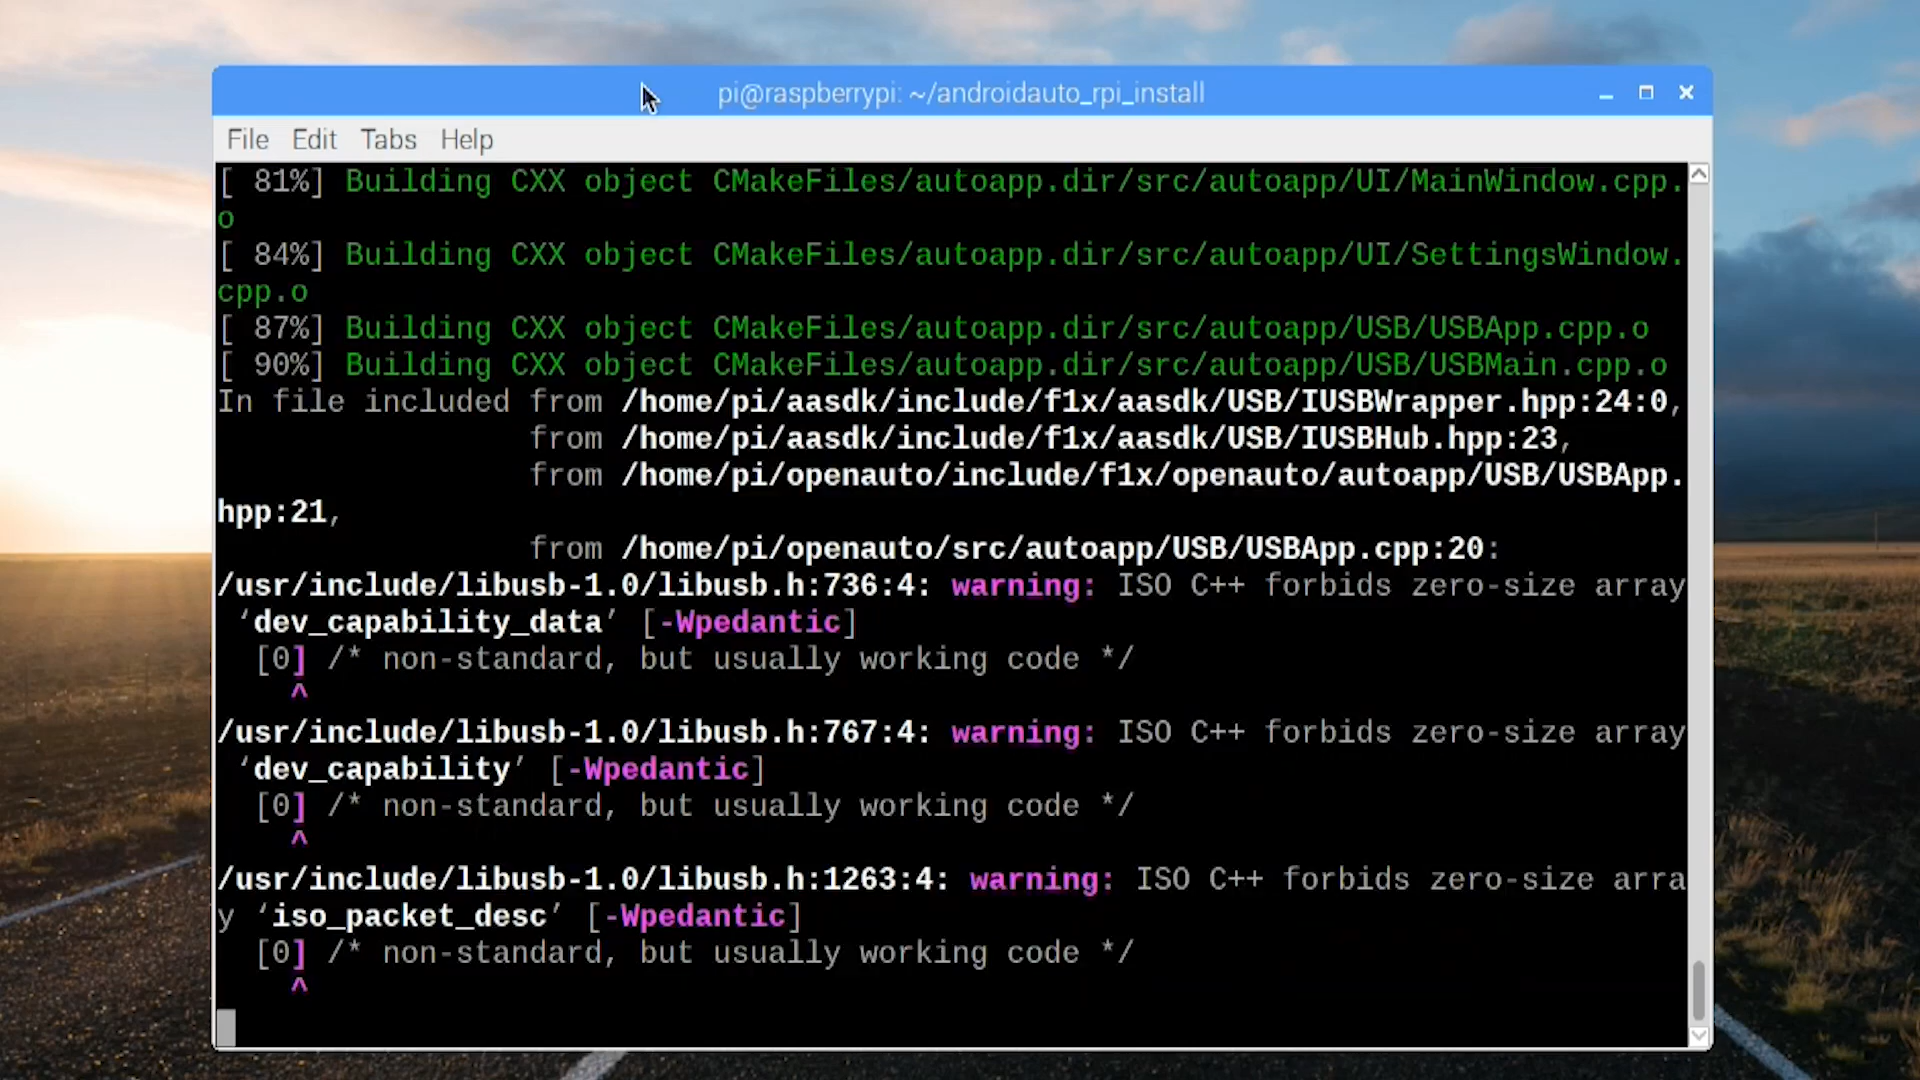 pi@raspberrypi: ~/androidauto_rpi_install
File Edit Tabs Help
[ 81%] Building CXX object CMakeFiles/autoapp.dir/src/autoapp/UI/MainWindow.cpp.
o
[ 84%] Building CXX object CMakeFiles/autoapp.dir/src/autoapp/UI/SettingsWindow.
cpp.o
[ 87%] Building CXX object CMakeFiles/autoapp.dir/src/autoapp/USB/USBApp.cpp.o
[ 90%] Building CXX object CMakeFiles/autoapp.dir/src/autoapp/USB/USBMain.cpp.o
In file included from /home/pi/aasdk/include/f1x/aasdk/USB/IUSBWrapper.hpp:24:0,
from /home/pi/aasdk/include/f1x/aasdk/USB/IUSBHub.hpp:23,
from /home/pi/openauto/include/f1x/openauto/autoapp/USB/USBApp.
hpp:21,
from /home/pi/openauto/src/autoapp/USB/USBApp.cpp:20:
/usr/include/libusb-1.0/libusb.h:736:4: warning: ISO C++ forbids zero-size array
‘dev_capability_data’ [-Wpedantic]
[0] /* non-standard, but usually working code */
^
/usr/include/libusb-1.0/libusb.h:767:4: warning: ISO C++ forbids zero-size array
‘dev_capability’ [-Wpedantic]
[0] /* non-standard, but usually working code */
^
/usr/include/libusb-1.0/libusb.h:1263:4: warning: ISO C++ forbids zero-size arra
y ‘iso_packet_desc’ [-Wpedantic]
[0] /* non-standard, but usually working code */
^